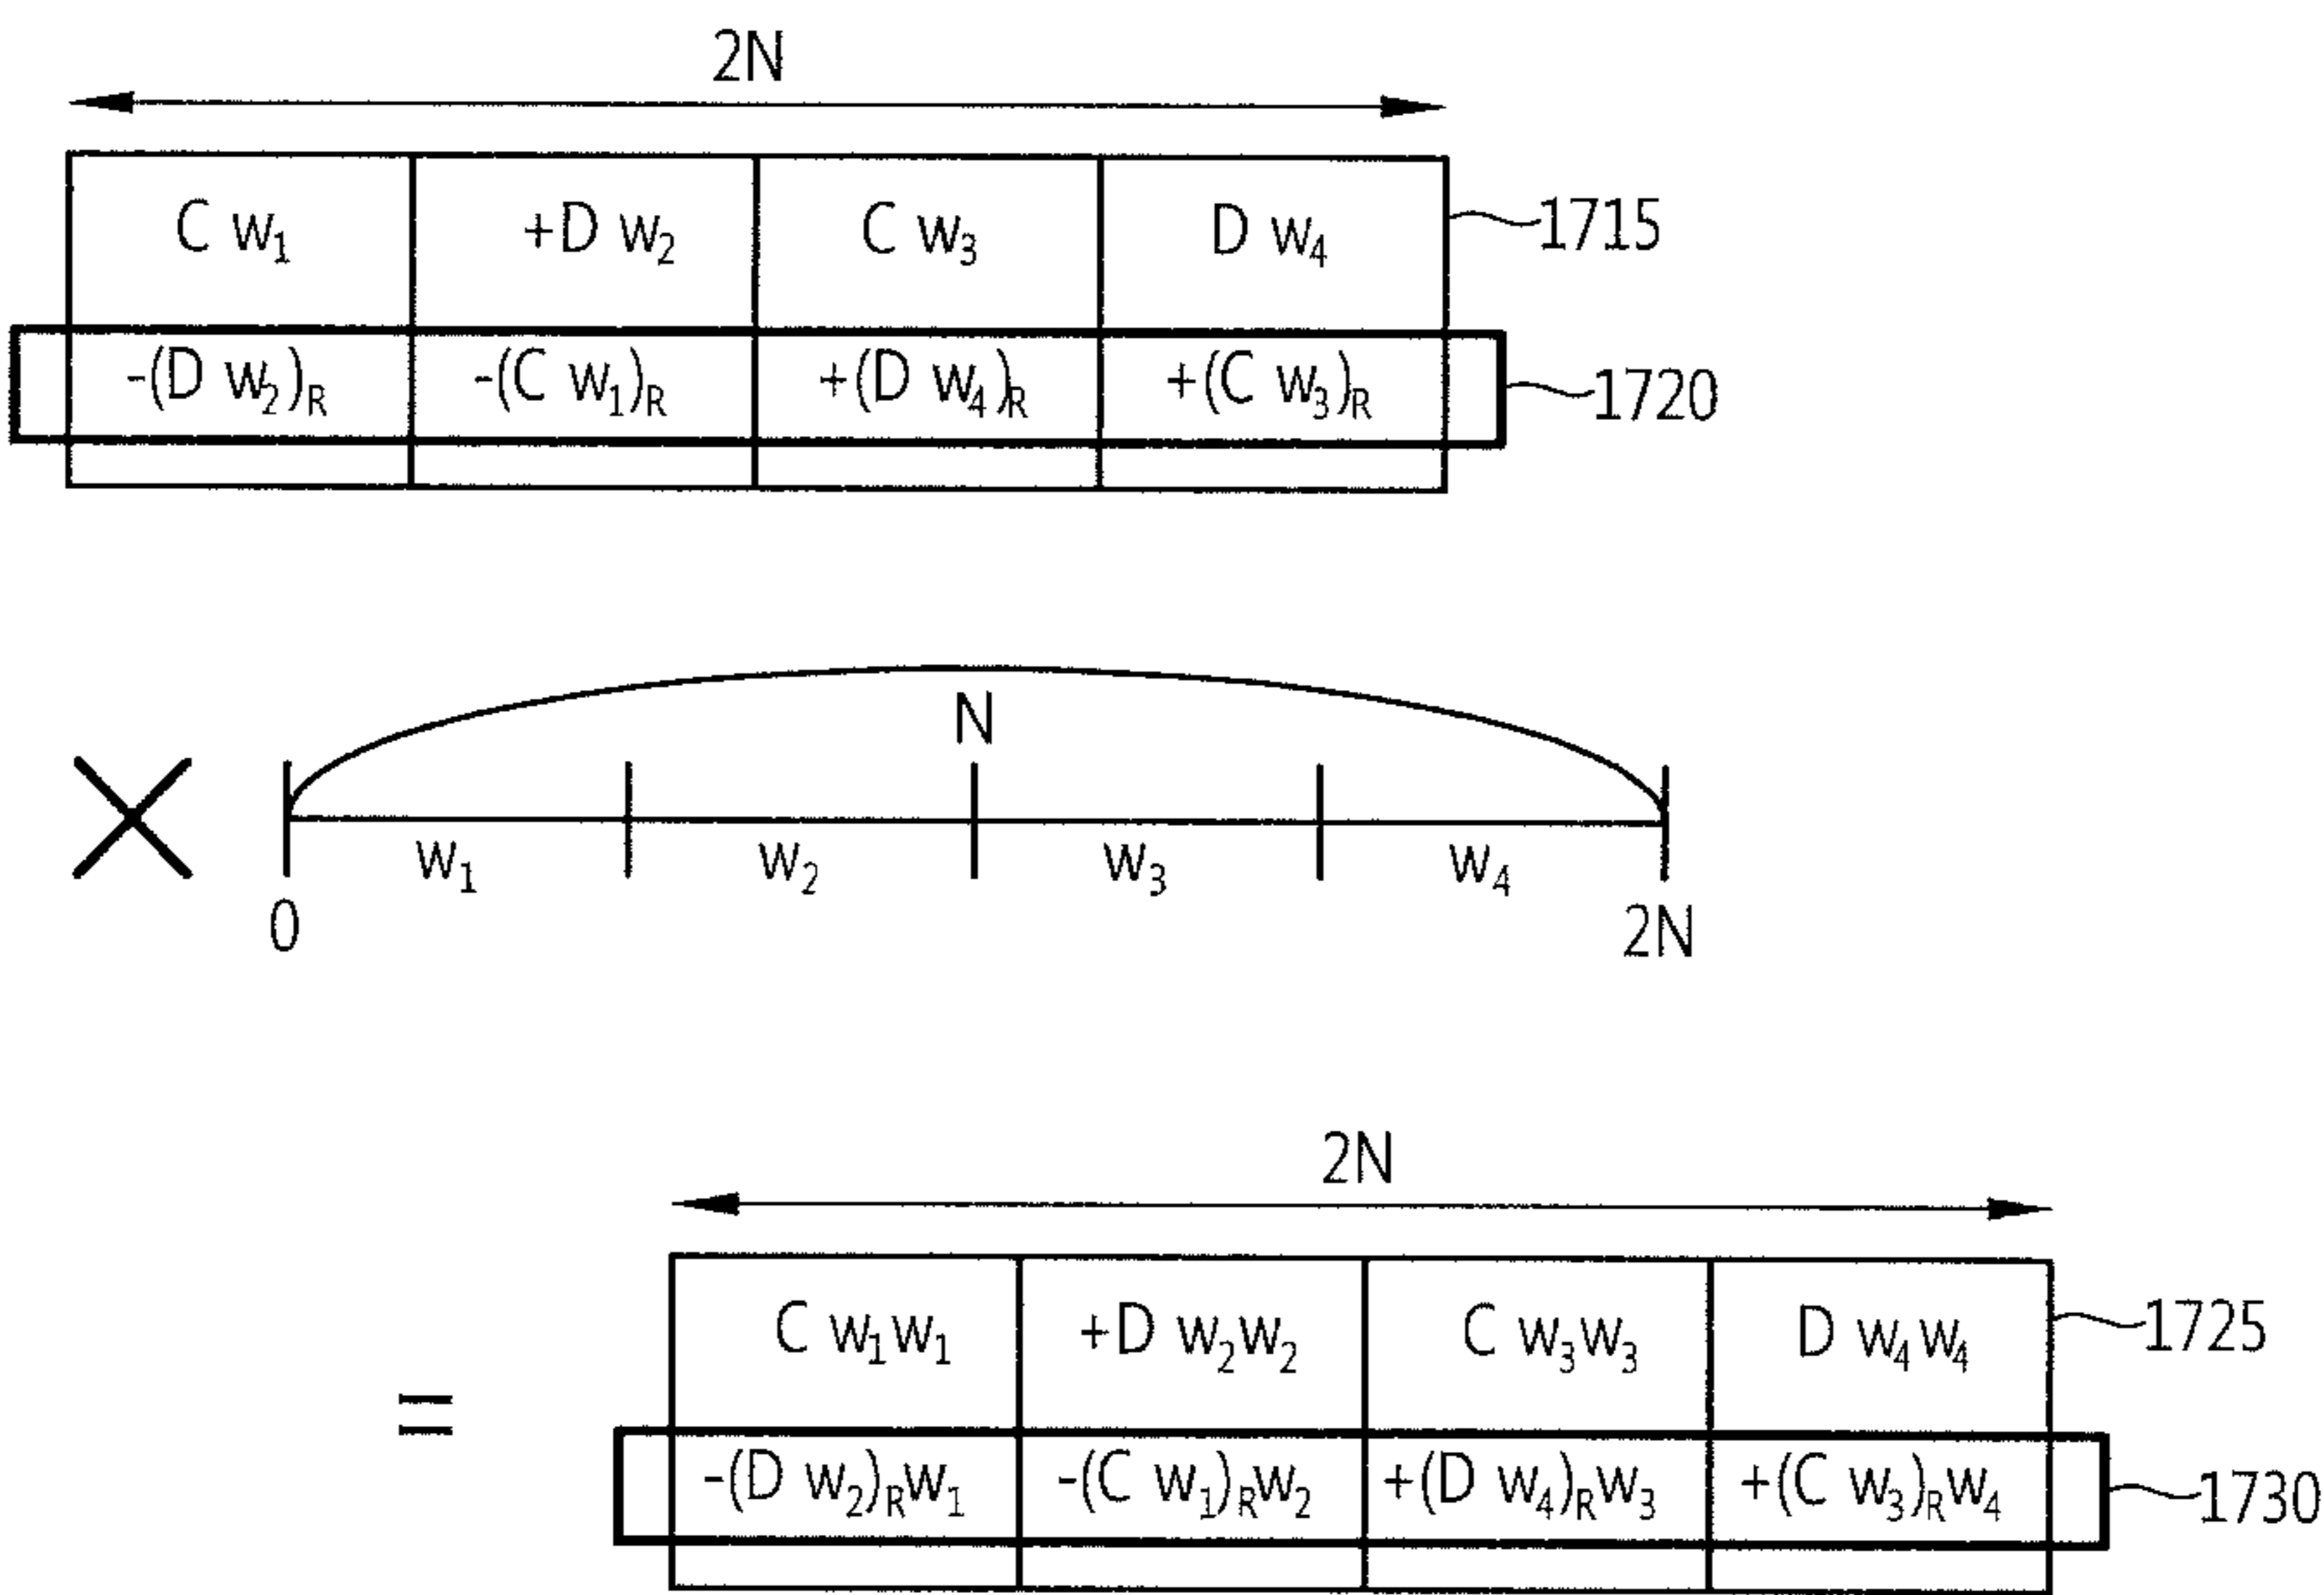 2N
C w₁ +D w₂ C w₃ D w₄ 1715
-(D w₂)R -(C w₁)R +(D w₄)R +(C w₃)R 1720
N
w₁ w₂ w₃ w₄
0 2N
2N
=
C w₁w₁ +D w₂w₂ C w₃w₃ D w₄w₄ 1725
-(D w₂)Rw₁ -(C w₁)Rw₂ +(D w₄)Rw₃ +(C w₃)Rw₄ 1730